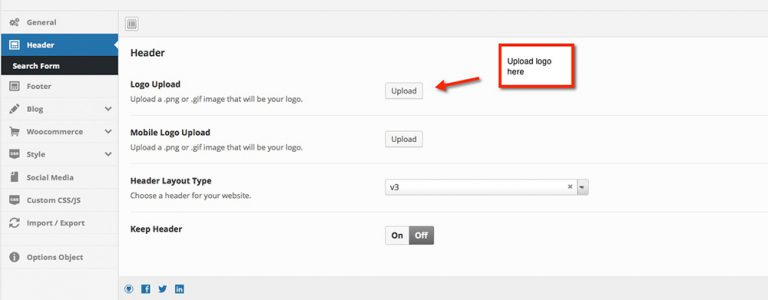 General
Header
Search Form
Footer
Blog
Woocommerce
Style
Social Media
Custom CSS/JS
Import / Export
Options Object
Header
Logo Upload
Upload a .png or .gif image that will be your logo.
Upload
Upload logo
here
Mobile Logo Upload
Upload a .png or .gif image that will be your logo.
Upload
Header Layout Type
Choose a header for your website.
v3
Keep Header
On Off